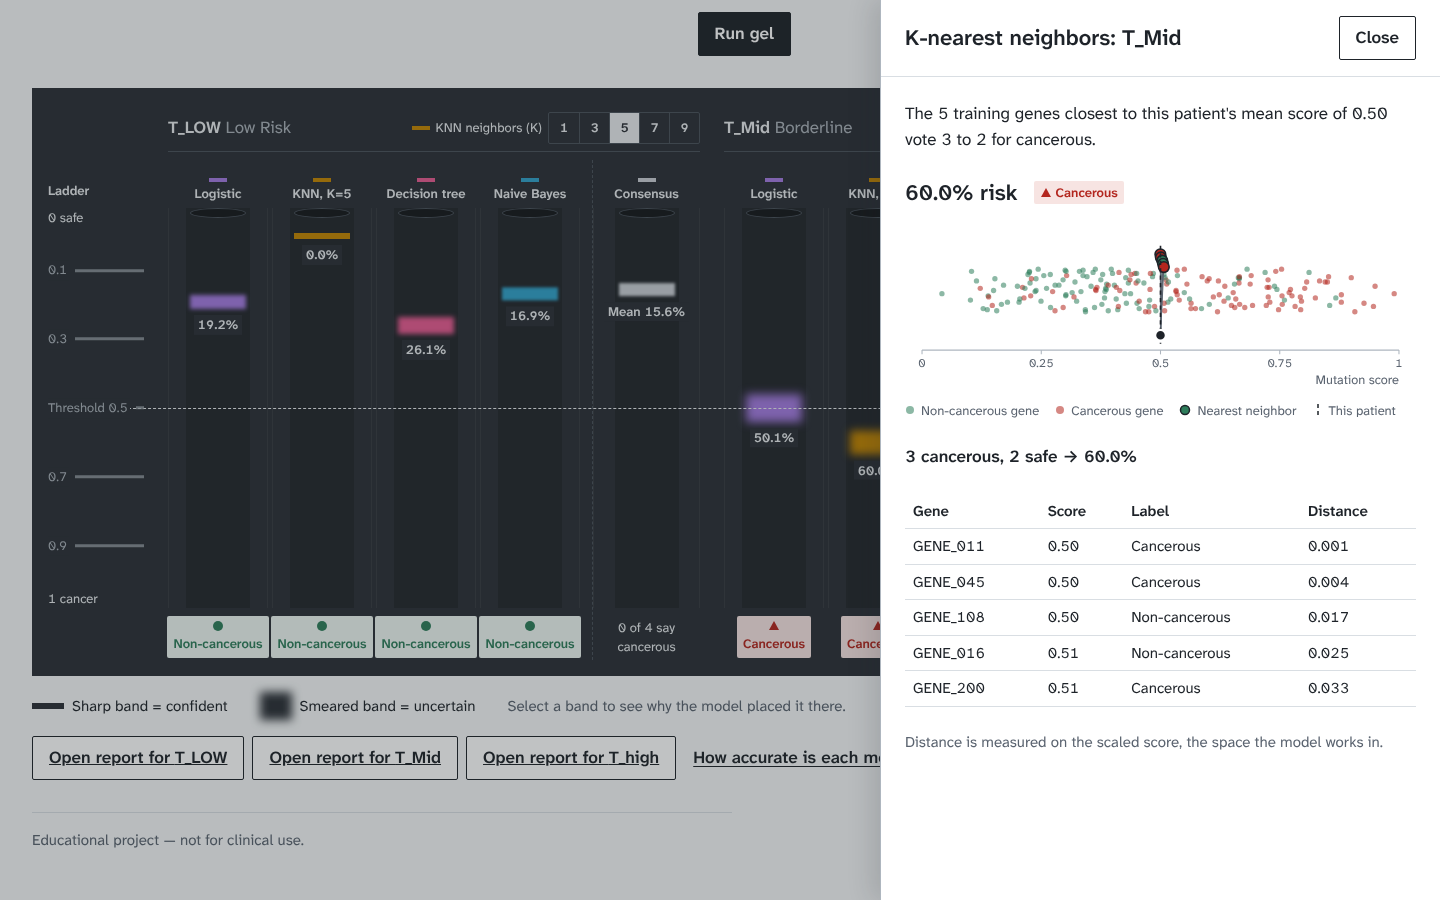 Run gel
T_LOW Low Risk
KNN neighbors (K) 1 3 5 7 9
T_Mid Borderline
Ladder
Logistic
KNN, K=5
Decision tree
Naive Bayes
Consensus
Logistic
KNN,
0 safe
0.1
0.3
Threshold 0.5
0.7
0.9
1 cancer
19.2%
0.0%
26.1%
16.9%
Mean 15.6%
50.1%
60.0
Non-cancerous
Non-cancerous
Non-cancerous
Non-cancerous
0 of 4 say
cancerous
Cancerous
Sharp band = confident
Smeared band = uncertain
Select a band to see why the model placed it there.
Open report for T_LOW
Open report for T_Mid
Open report for T_high
How accurate is each
Educational project — not for clinical use.
K-nearest neighbors: T_Mid
Close
The 5 training genes closest to this patient's mean score of 0.50
vote 3 to 2 for cancerous.
60.0% risk
Cancerous
0 0.25 0.5 0.75 1
Mutation score
Non-cancerous gene
Cancerous gene
Nearest neighbor
This patient
3 cancerous, 2 safe → 60.0%
Gene Score Label Distance
GENE_011 0.50 Cancerous 0.001
GENE_045 0.50 Cancerous 0.004
GENE_108 0.50 Non-cancerous 0.017
GENE_016 0.51 Non-cancerous 0.025
GENE_200 0.51 Cancerous 0.033
Distance is measured on the scaled score, the space the model works in.